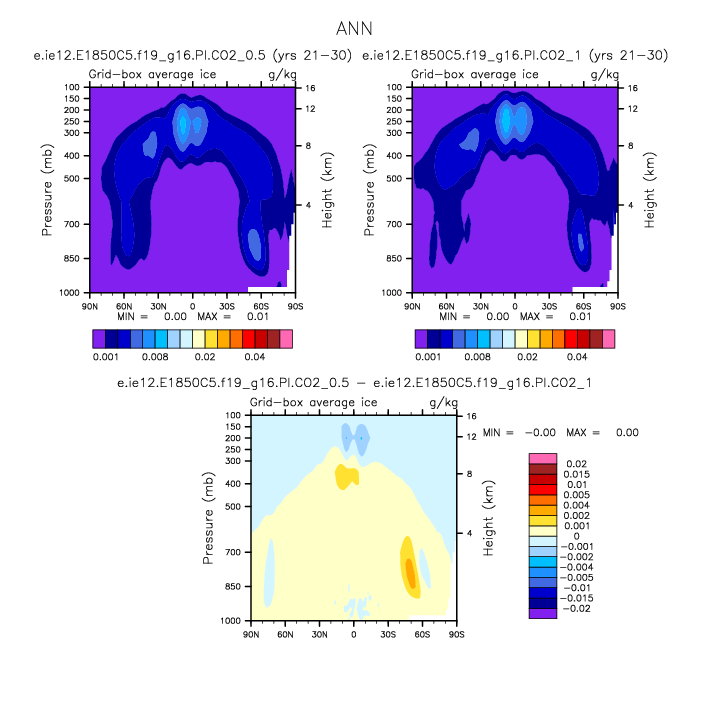 ANN
e.ie12.E1850C5.f19_g16.PI.CO2_0.5 (yrs 21-30)
Grid-box average ice g/kg
100
150
200
250
300
400
500
700
850
1000
Pressure (mb)
16
12
8
4
Height (km)
90N 60N 30N 0 30S 60S 90S
MIN = 0.00 MAX = 0.01
0.001 0.008 0.02 0.04
e.ie12.E1850C5.f19_g16.PI.CO2_1 (yrs 21-30)
Grid-box average ice g/kg
100
150
200
250
300
400
500
700
850
1000
Pressure (mb)
16
12
8
4
Height (km)
90N 60N 30N 0 30S 60S 90S
MIN = 0.00 MAX = 0.01
0.001 0.008 0.02 0.04
e.ie12.E1850C5.f19_g16.PI.CO2_0.5 - e.ie12.E1850C5.f19_g16.PI.CO2_1
Grid-box average ice g/kg
100
150
200
250
300
400
500
700
850
1000
Pressure (mb)
16
12
8
4
Height (km)
90N 60N 30N 0 30S 60S 90S
MIN = -0.00 MAX = 0.00
0.02
0.015
0.01
0.005
0.004
0.002
0.001
0
-0.001
-0.002
-0.004
-0.005
-0.01
-0.015
-0.02